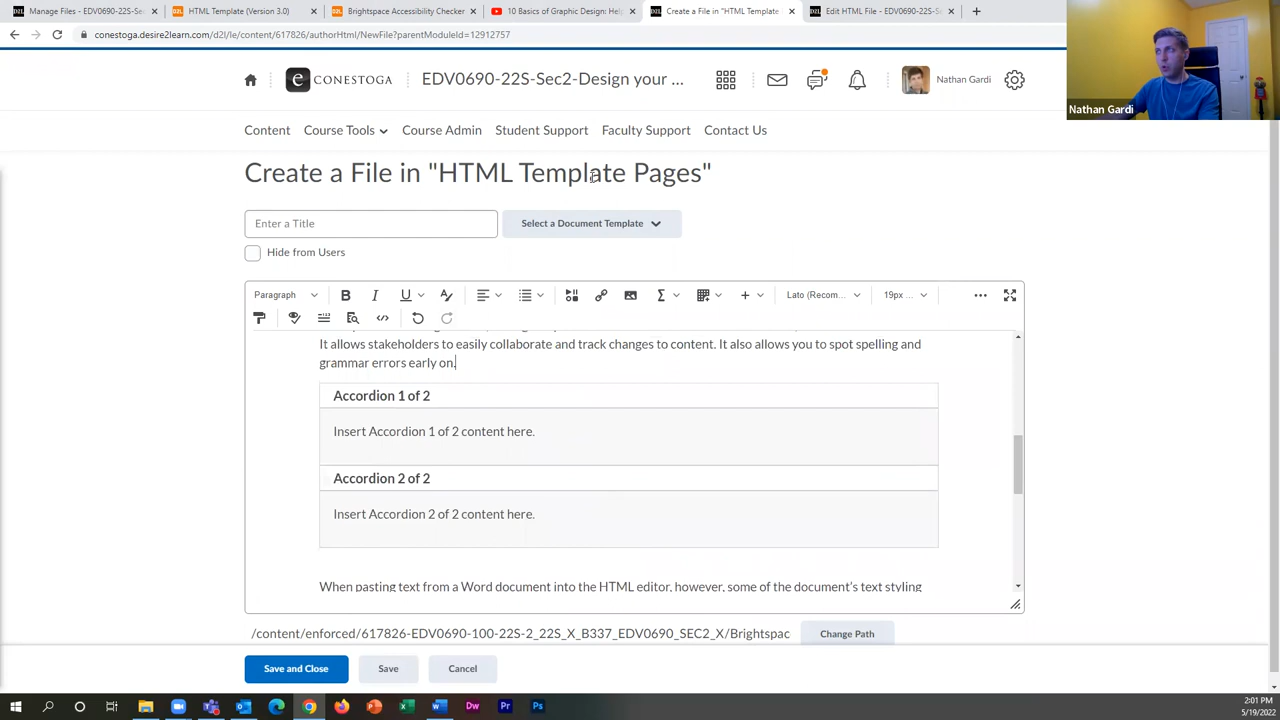 Manage Files - EDV0690-22S-Se
HTML Template (Version 3.0)
Brightspace Accessibility Checker
10 Basics of Graphic Design: Hel
Create a File in "HTML Template
Edit HTML File - EDV0690-22S-Se
conestoga.desire2learn.com/d2l/le/content/617826/authorHtml/NewFile?parentModuleId=12912757
CONESTOGA
EDV0690-22S-Sec2-Design your ...
Nathan Gardi
Nathan Gardi
Content
Course Tools
Course Admin
Student Support
Faculty Support
Contact Us
Create a File in "HTML Template Pages"
Enter a Title
Select a Document Template
Hide from Users
Paragraph
Lato (Recom...
19px ...
It allows stakeholders to easily collaborate and track changes to content. It also allows you to spot spelling and
grammar errors early on.
Accordion 1 of 2
Insert Accordion 1 of 2 content here.
Accordion 2 of 2
Insert Accordion 2 of 2 content here.
When pasting text from a Word document into the HTML editor, however, some of the document's text styling
/content/enforced/617826-EDV0690-100-22S-2_22S_X_B337_EDV0690_SEC2_X/Brightspac
Change Path
Save and Close
Save
Cancel
2:01 PM
5/19/2022